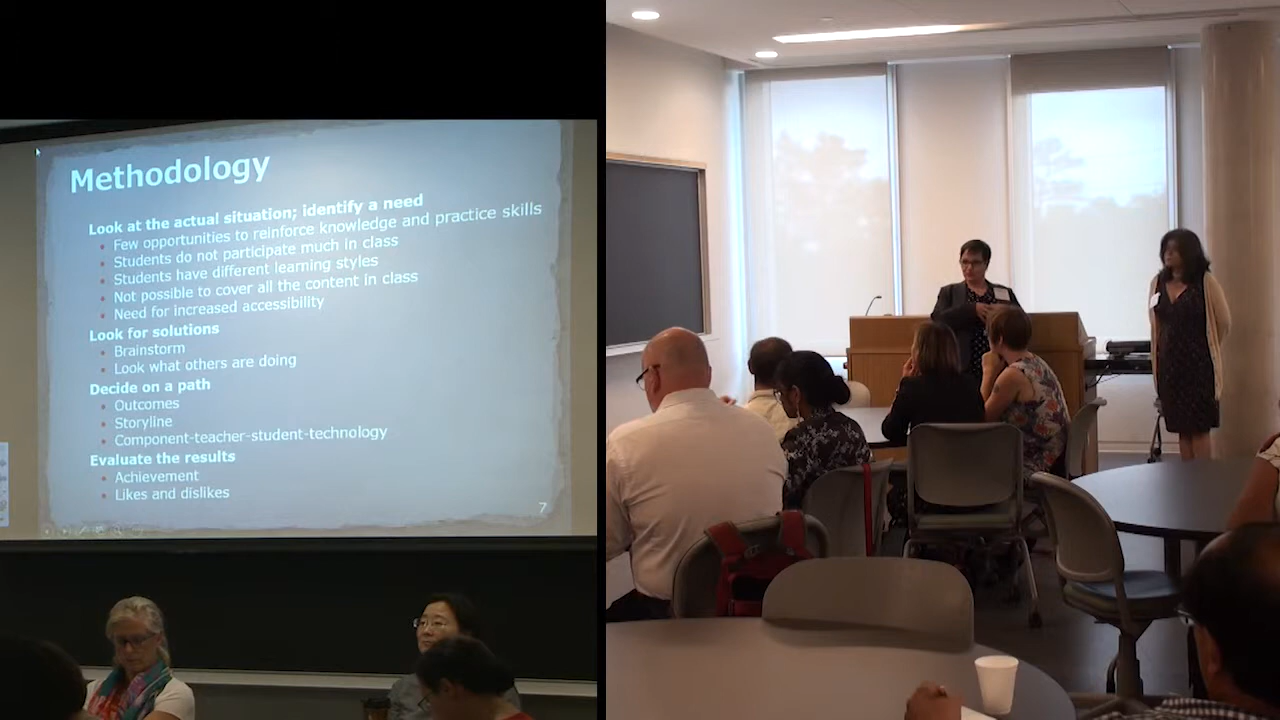 Methodology
Look at the actual situation; identify a need
Few opportunities to reinforce knowledge and practice skills
Students do not participate much in class
Students have different learning styles
Not possible to cover all the content in class
Need for increased accessibility
Look for solutions
Brainstorm
Look what others are doing
Decide on a path
Outcomes
Storyline
Component-teacher-student-technology
Evaluate the results
Achievement
Likes and dislikes
7